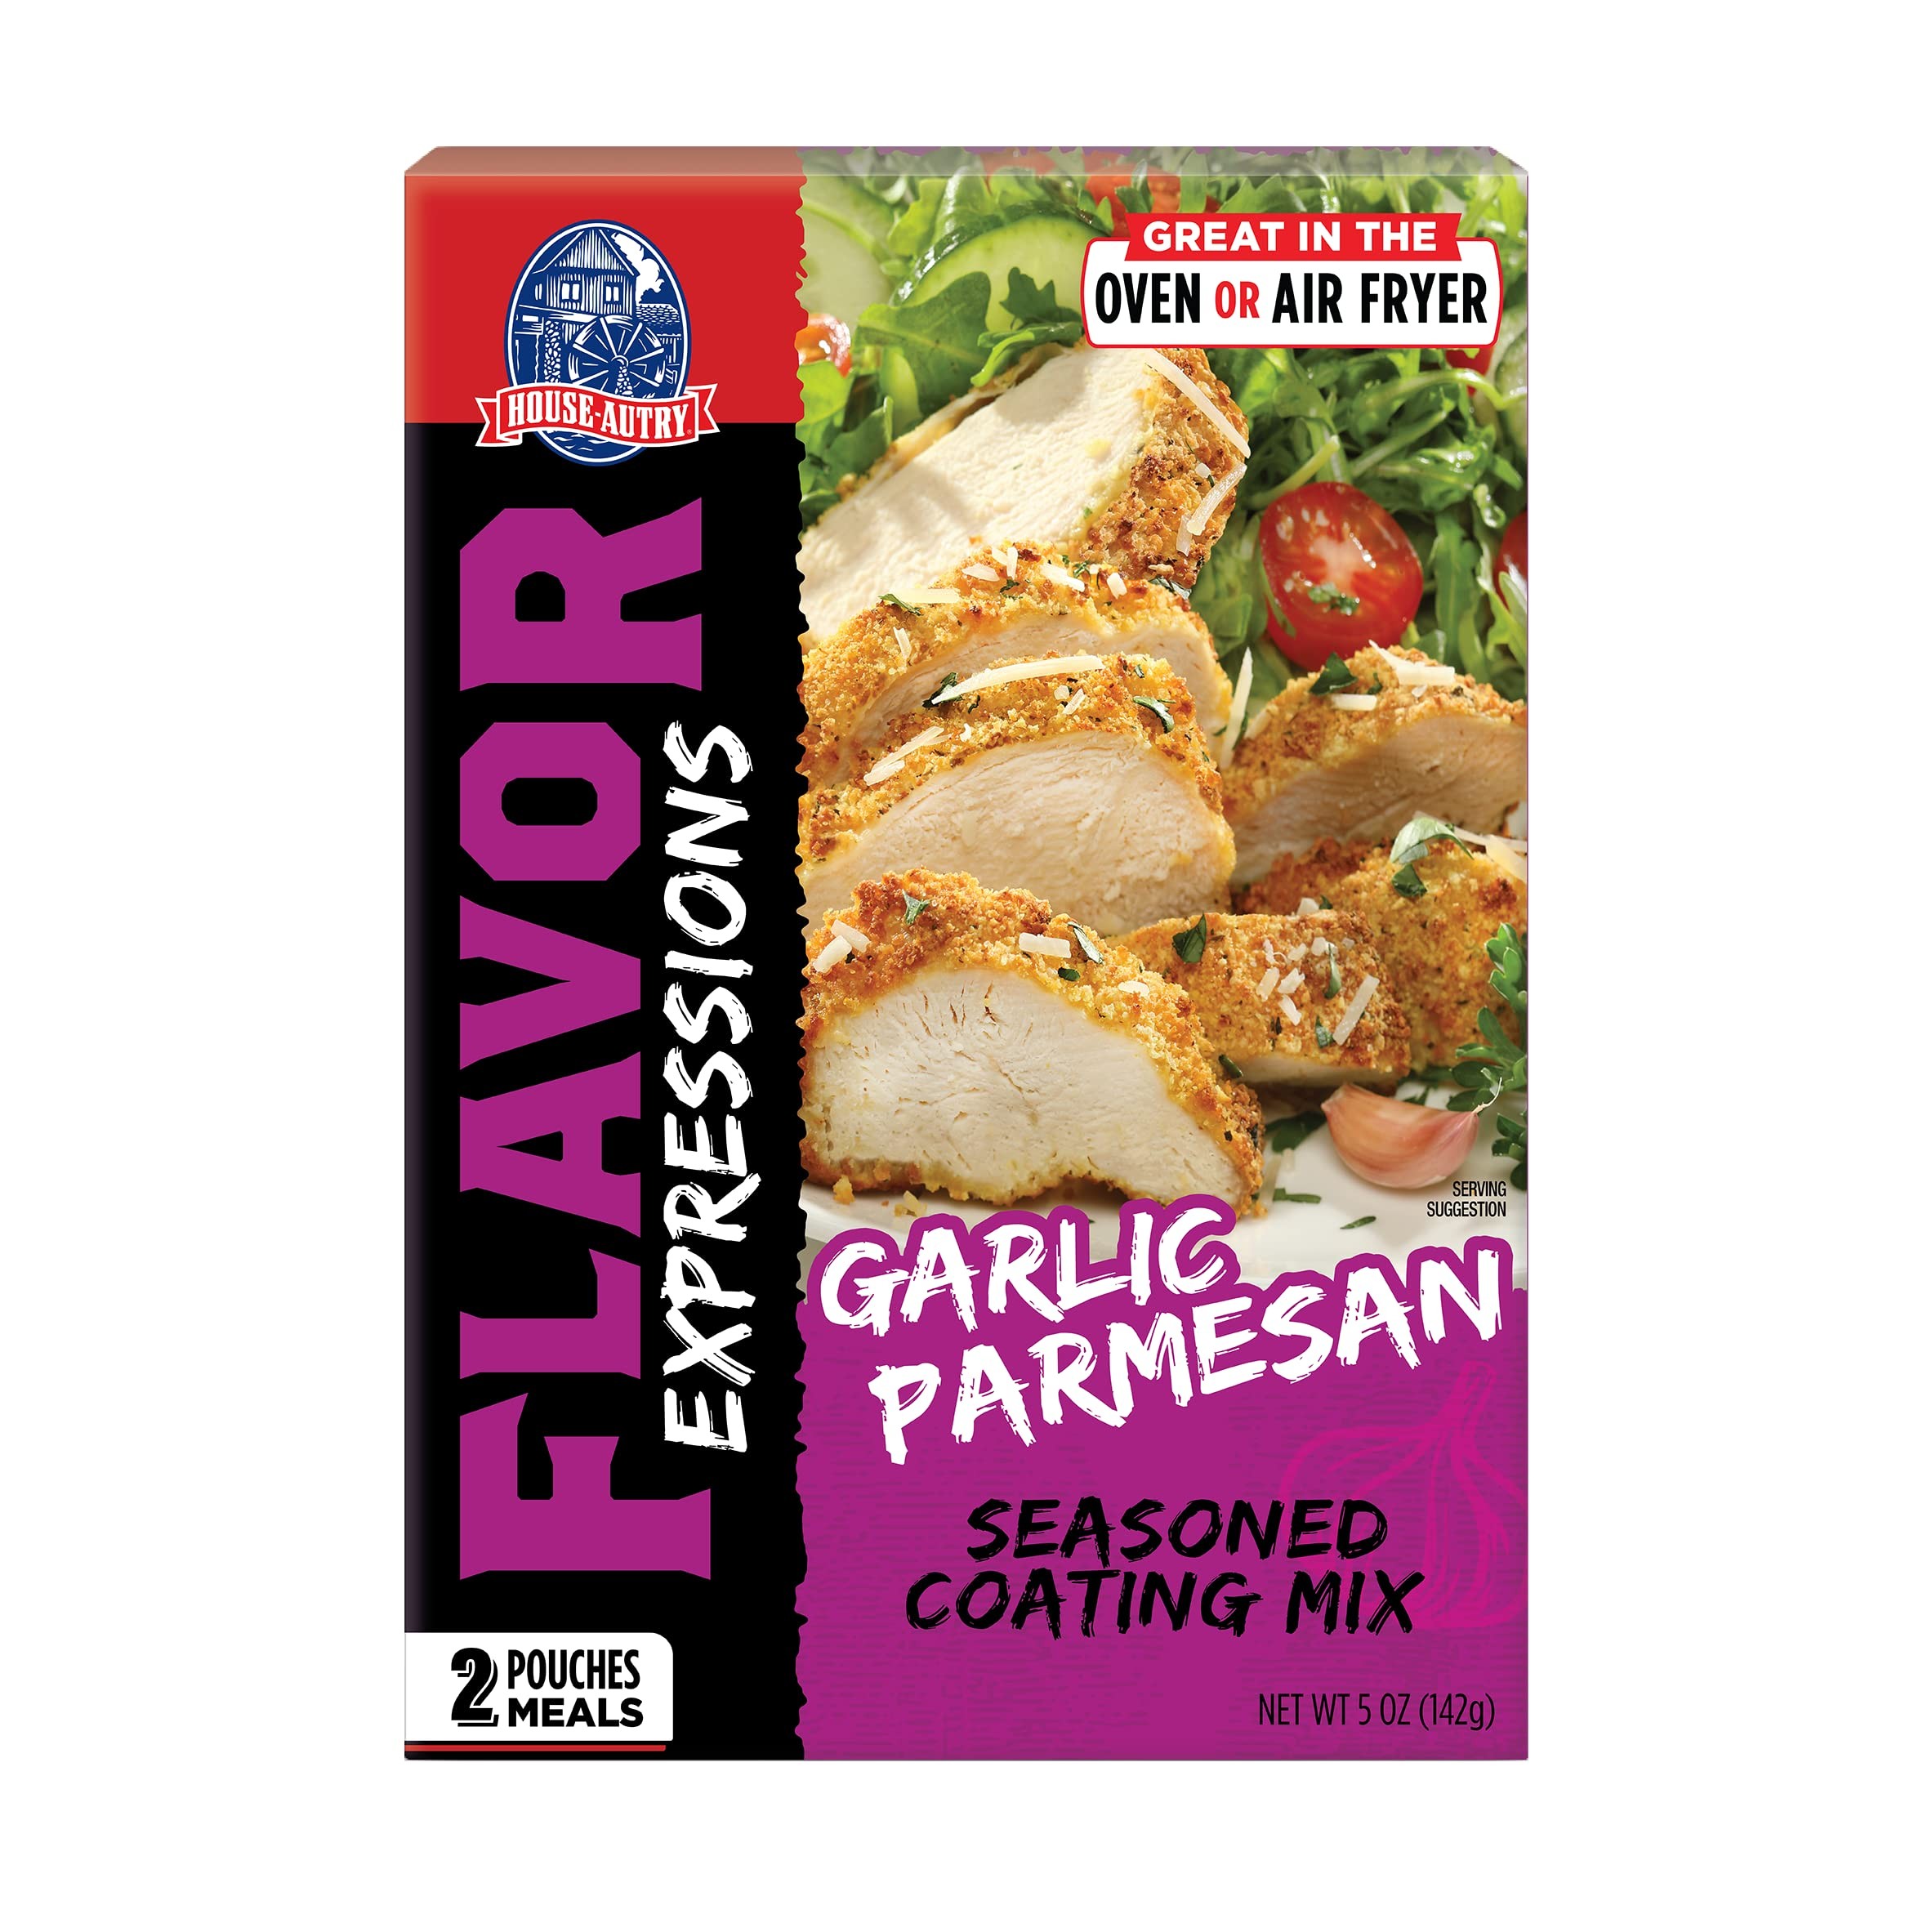 HOUSE-AUTRY
FLAVOR
EXPRESSIONS
GREAT IN THE
OVEN OR AIR FRYER
SERVING
SUGGESTION
GARLIC
PARMESAN
SEASONED
COATING MIX
2 POUCHES
MEALS
NET WT 5 OZ (142g)